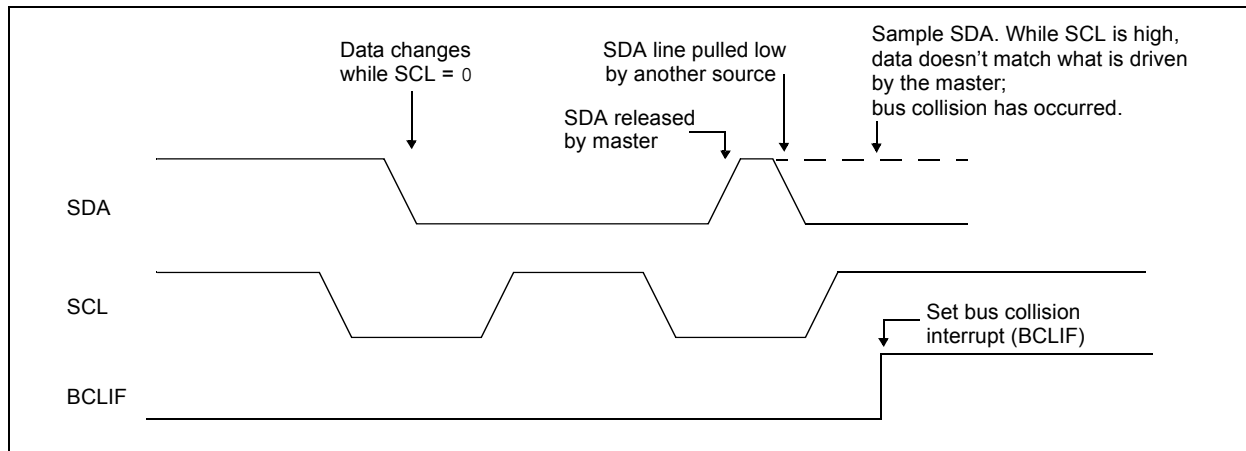 Data changes
while SCL = 0
SDA line pulled low
by another source
SDA released
by master
Sample SDA. While SCL is high,
data doesn’t match what is driven
by the master;
bus collision has occurred.
SDA
SCL
Set bus collision
interrupt (BCLIF)
BCLIF